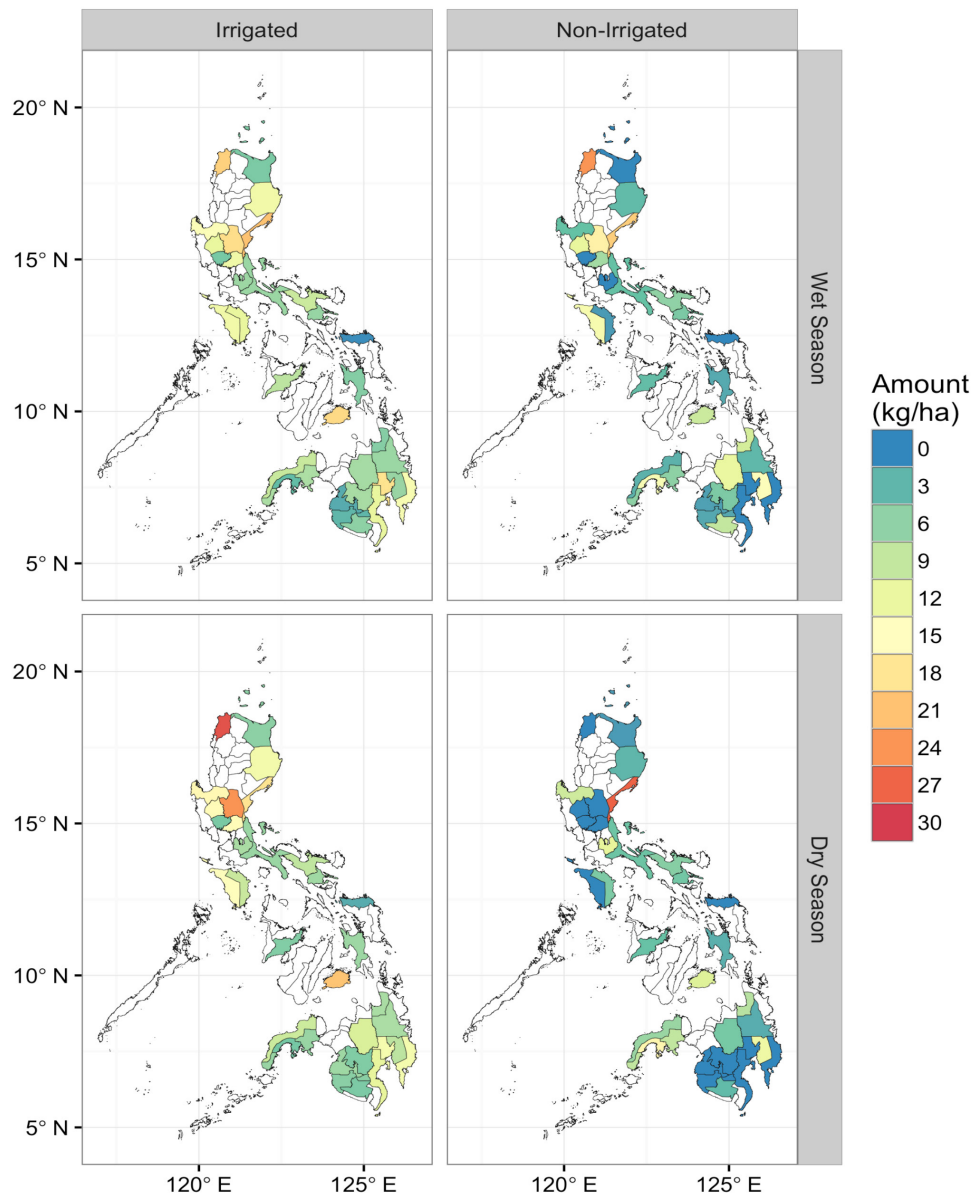 Irrigated
Non-Irrigated
20° N
15° N
10° N
5° N
Wet Season
20° N
15° N
10° N
5° N
Dry Season
120° E
125° E
120° E
125° E
Amount
(kg/ha)
0
3
6
9
12
15
18
21
24
27
30